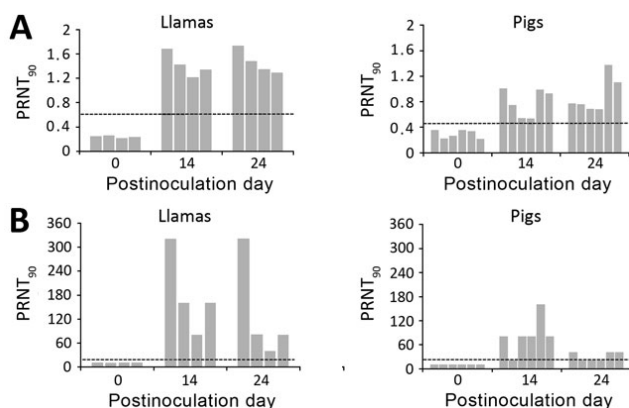 A
Llamas
PRNT90
2
1.6
1.2
0.8
0.4
0
0 14 24
Postinoculation day
Pigs
PRNT90
2
1.6
1.2
0.8
0.4
0
0 14 24
Postinoculation day
B
Llamas
PRNT90
360
300
240
180
120
60
0
0 14 24
Postinoculation day
Pigs
PRNT90
360
300
240
180
120
60
0
0 14 24
Postinoculation day